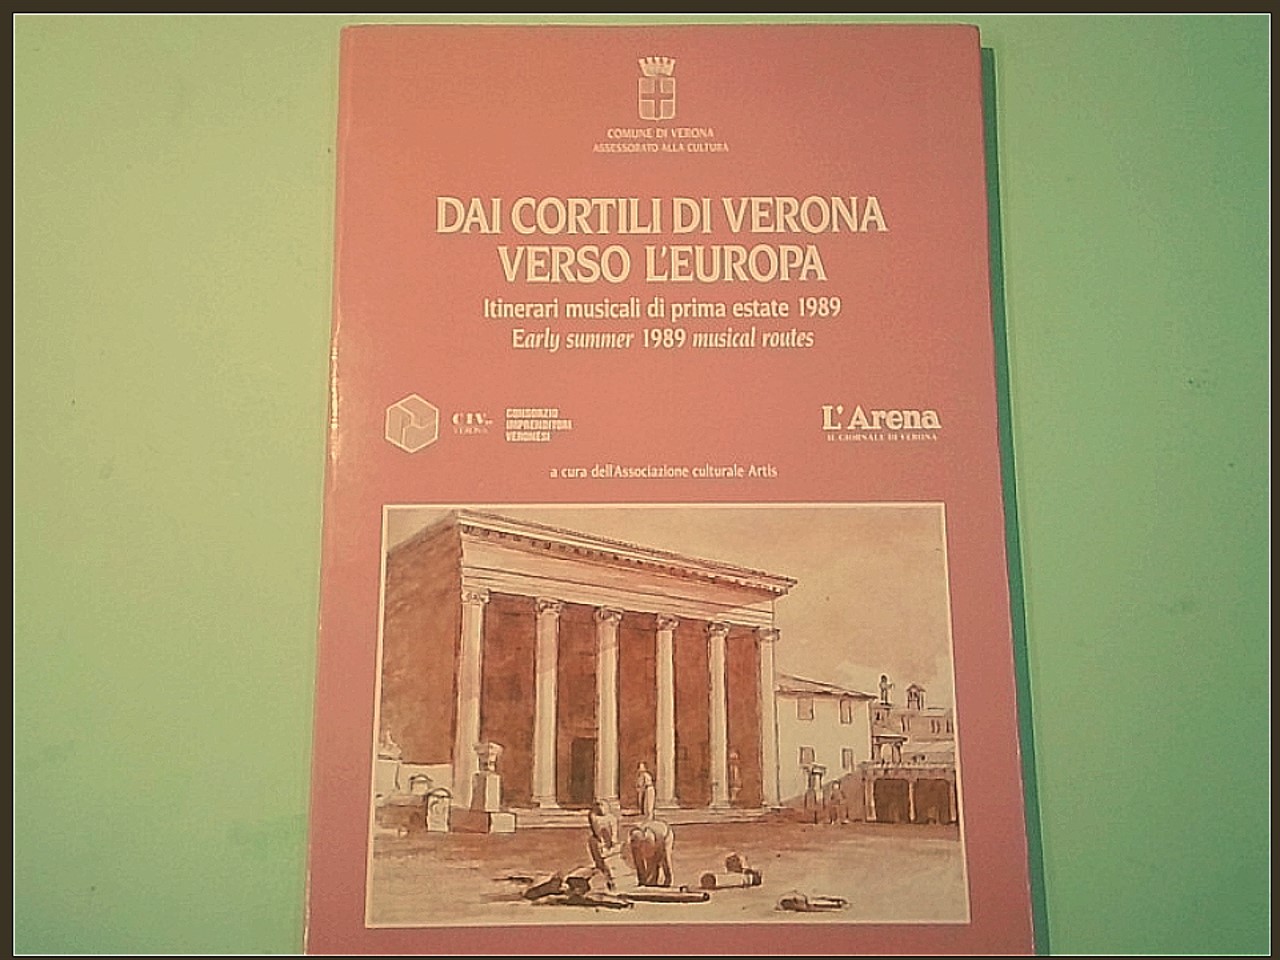 COMUNE DI VERONA
ASSESSORATO ALLA CULTURA
DAI CORTILI DI VERONA
VERSO L'EUROPA
Itinerari musicali di prima estate 1989
Early summer 1989 musical routes
CIV
VERONA
CONSORZIO
IMPRENDITORI
VERONESI
L'Arena
IL GIORNALE DI VERONA
a cura dell'Associazione culturale Artis